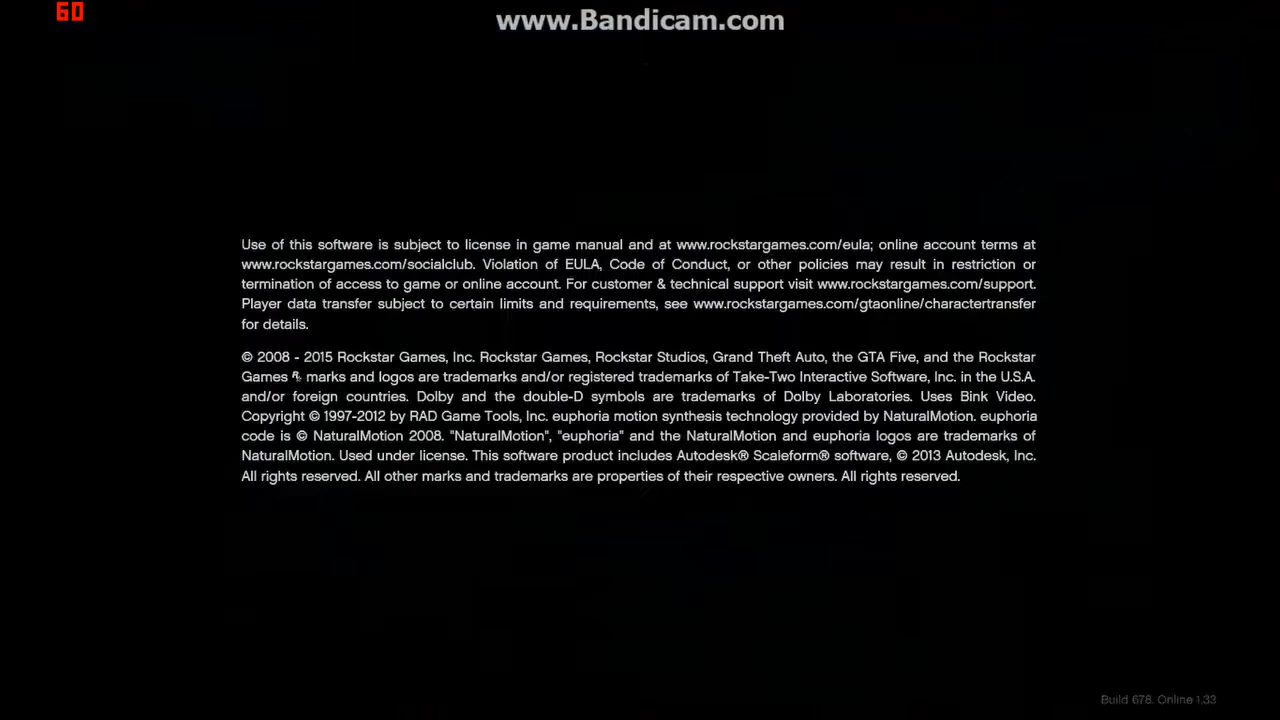 60
www.Bandicam.com
Use of this software is subject to license in game manual and at www.rockstargames.com/eula; online account terms at
www.rockstargames.com/socialclub. Violation of EULA, Code of Conduct, or other policies may result in restriction or
termination of access to game or online account. For customer & technical support visit www.rockstargames.com/support.
Player data transfer subject to certain limits and requirements, see www.rockstargames.com/gtaonline/charactertransfer
for details.
© 2008 - 2015 Rockstar Games, Inc. Rockstar Games, Rockstar Studios, Grand Theft Auto, the GTA Five, and the Rockstar
Games R* marks and logos are trademarks and/or registered trademarks of Take-Two Interactive Software, Inc. in the U.S.A.
and/or foreign countries. Dolby and the double-D symbols are trademarks of Dolby Laboratories. Uses Bink Video.
Copyright © 1997-2012 by RAD Game Tools, Inc. euphoria motion synthesis technology provided by NaturalMotion. euphoria
code is © NaturalMotion 2008. "NaturalMotion", "euphoria" and the NaturalMotion and euphoria logos are trademarks of
NaturalMotion. Used under license. This software product includes Autodesk® Scaleform® software, © 2013 Autodesk, Inc.
All rights reserved. All other marks and trademarks are properties of their respective owners. All rights reserved.
Build 678. Online 1.33